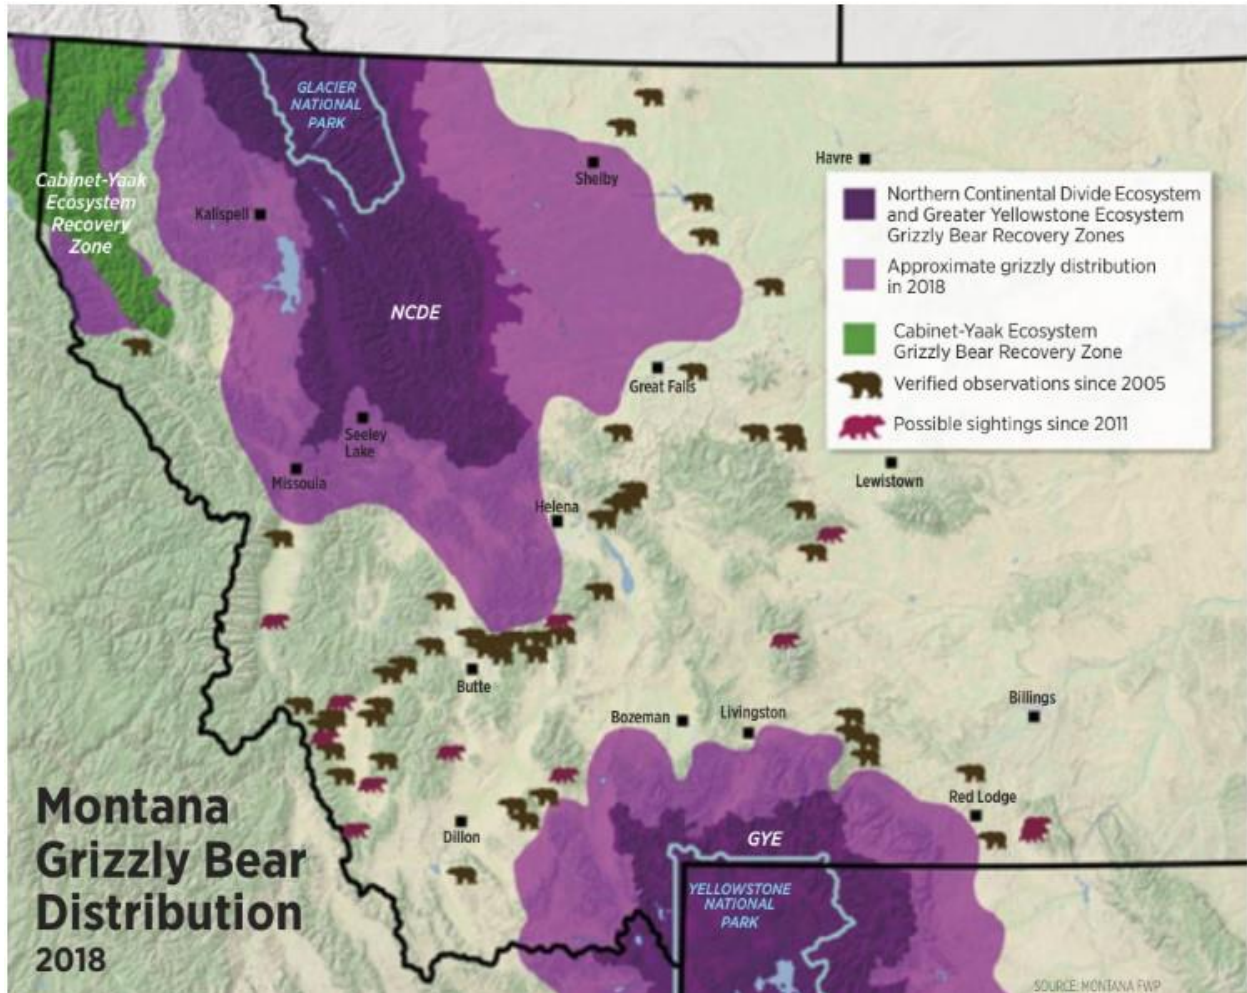 GLACIER
NATIONAL
PARK
Havre
Shelby
Cabinet-Yaak
Ecosystem
Recovery
Zone
Kalispell
Northern Continental Divide Ecosystem
and Greater Yellowstone Ecosystem
Grizzly Bear Recovery Zones
Approximate grizzly distribution
in 2018
Cabinet-Yaak Ecosystem
Grizzly Bear Recovery Zone
Verified observations since 2005
Possible sightings since 2011
NCDE
Great Falls
Seeley
Lake
Missoula
Lewistown
Helena
Butte
Bozeman
Livingston
Billings
Red Lodge
Dillon
GYE
YELLOWSTONE
NATIONAL
PARK
Montana
Grizzly Bear
Distribution
2018
SOURCE: MONTANA FWP